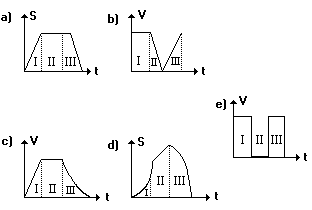 a) S
I II III t
b) V
I II III t
e) V
I II III t
c) V
I II III t
d) S
I II III t